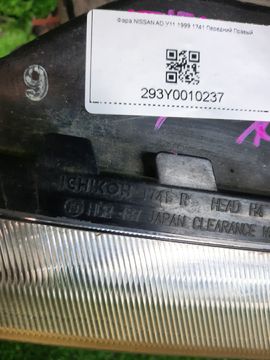 Фара NISSAN AD Y11 1999 1741 Передний Правый
293Y0010237
9
ICHIKOH 1741 R HEAD H4
JAPAN CLEARANCE